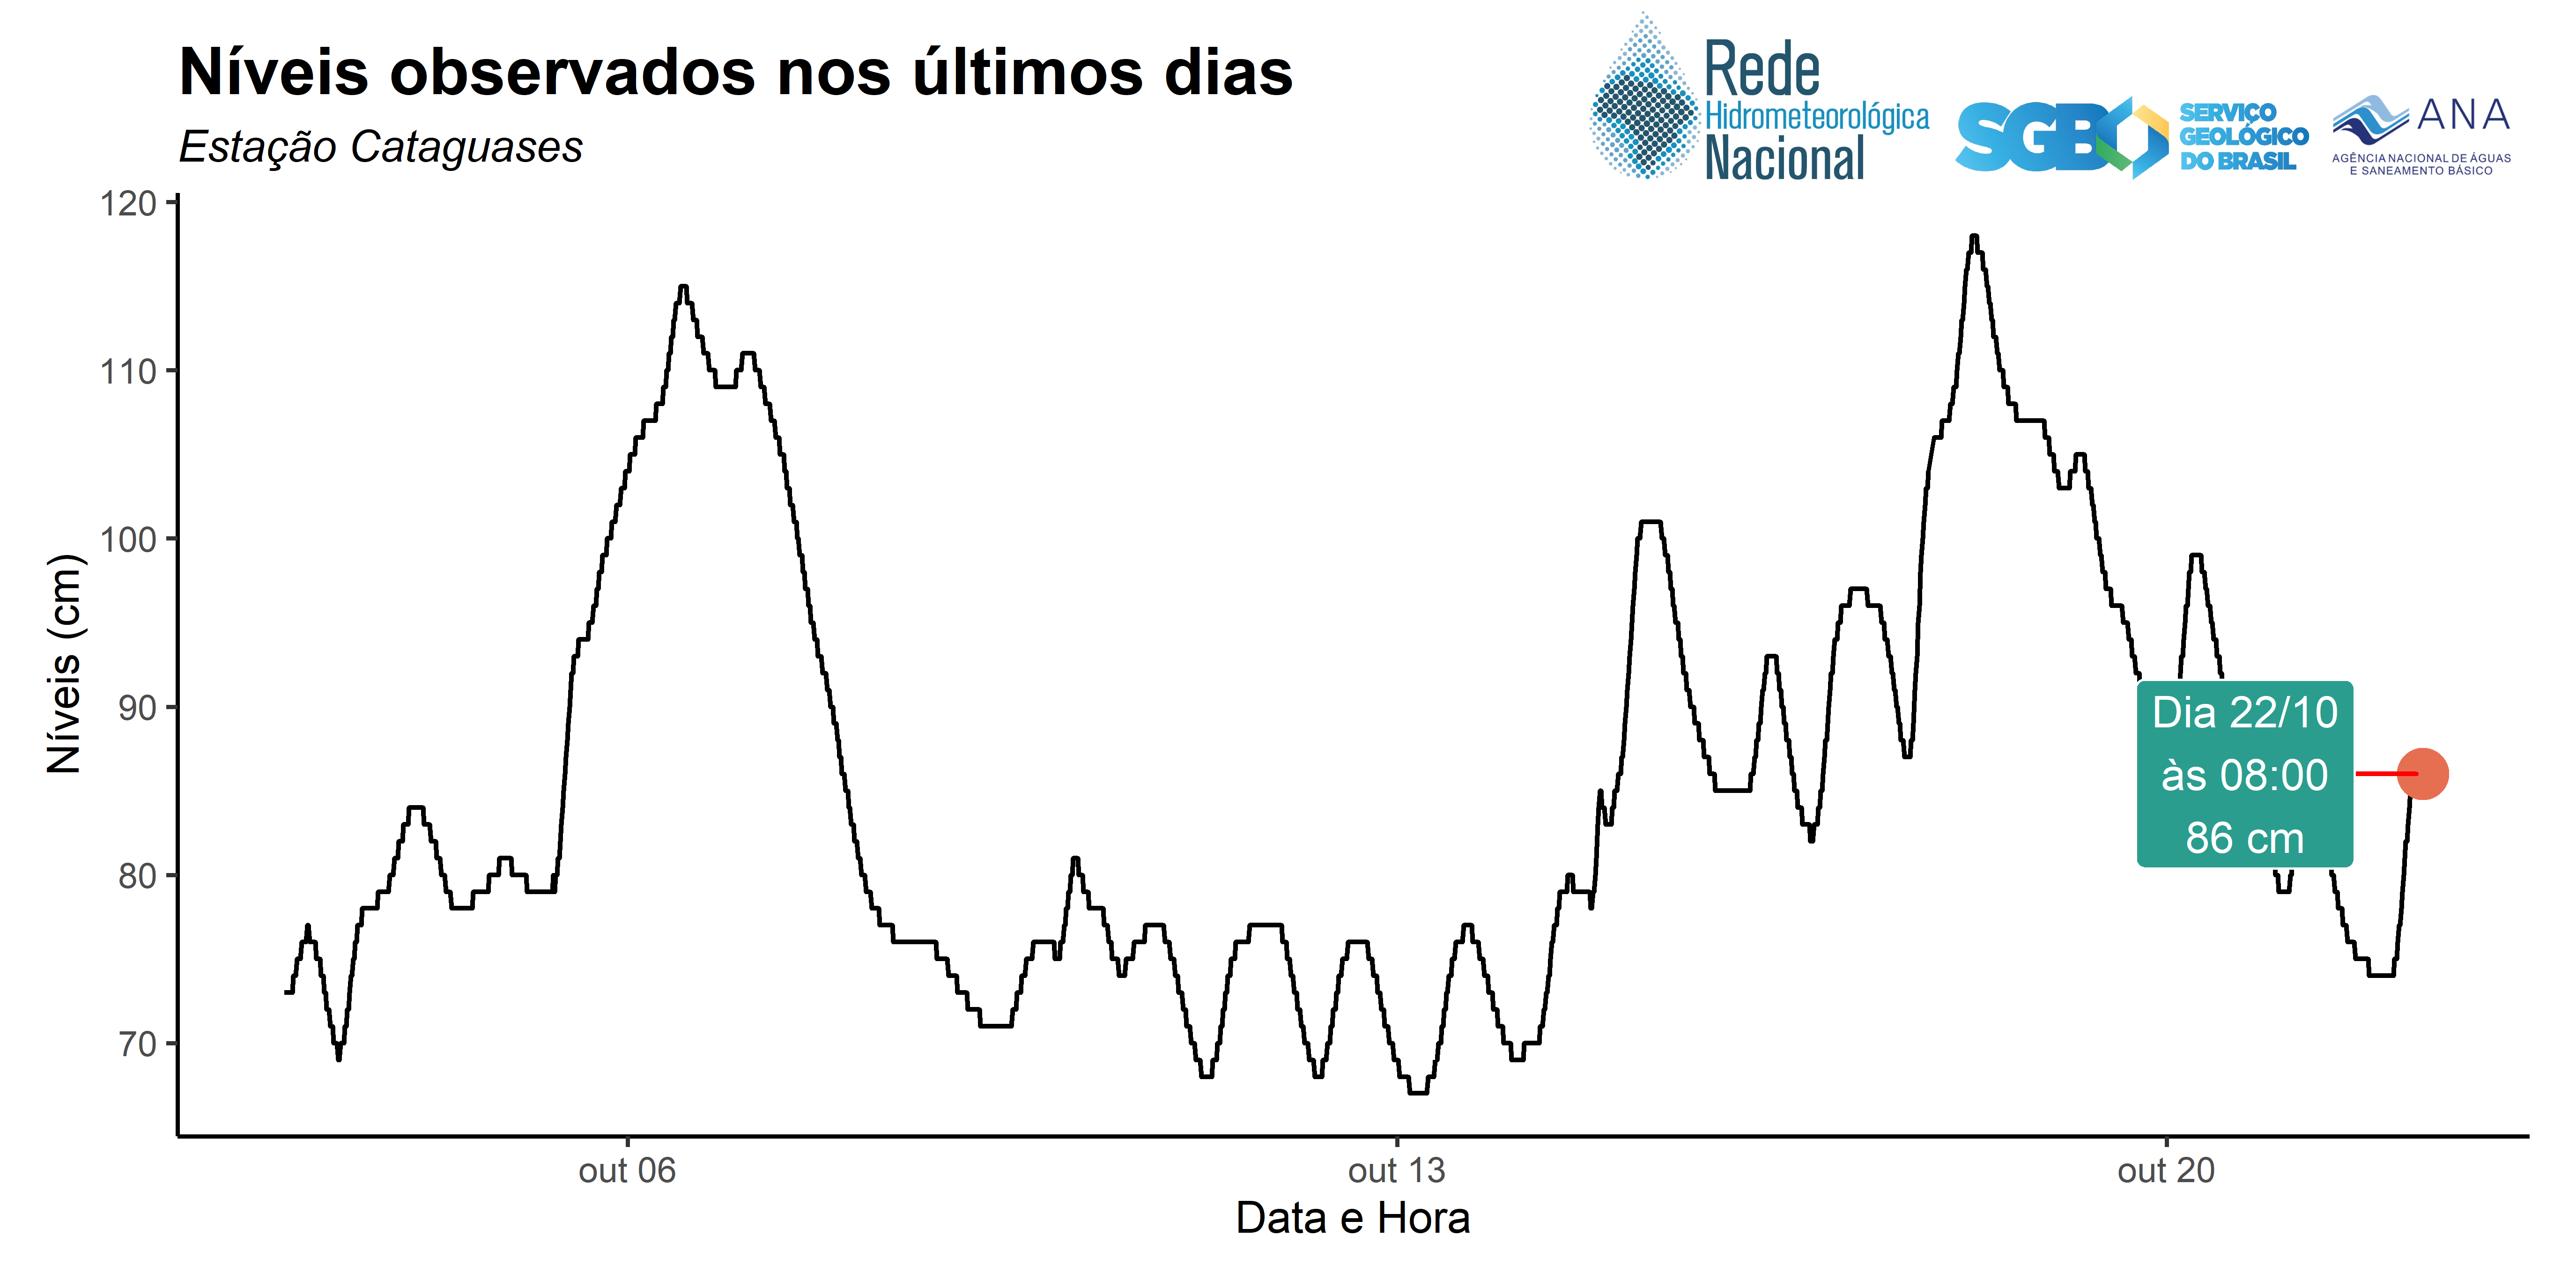 Níveis observados nos últimos dias
Estação Cataguases
Rede
Hidrometeorológica
Nacional
SGB
SERVIÇO
GEOLÓGICO
DO BRASIL
ANA
AGÊNCIA NACIONAL DE ÁGUAS
E SANEAMENTO BÁSICO
Níveis (cm)
120
110
100
90
80
70
Dia 22/10
às 08:00
86 cm
out 06
out 13
out 20
Data e Hora